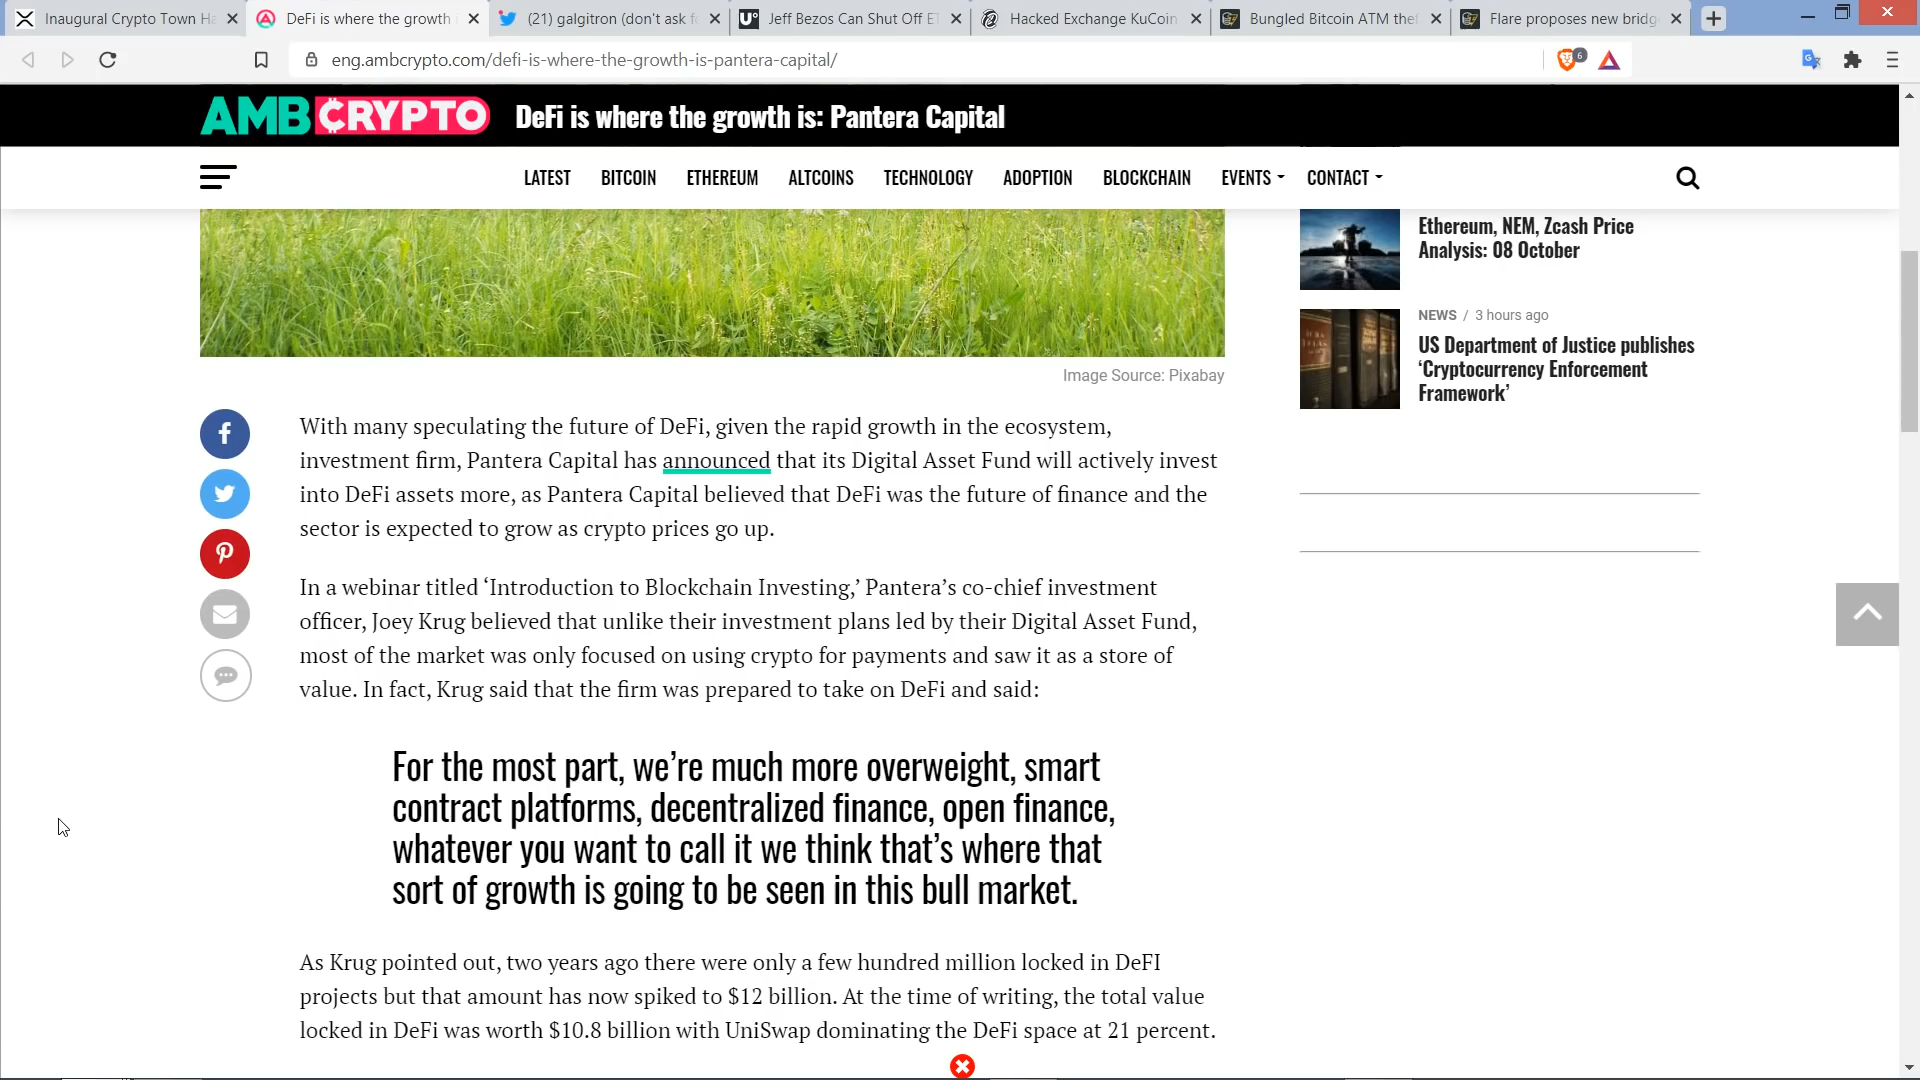 Inaugural Crypto Town Ha
DeFi is where the growth i
(21) galgitron (don't ask f
Jeff Bezos Can Shut Off ET
Hacked Exchange KuCoin
Bungled Bitcoin ATM thef
Flare proposes new bridg
eng.ambcrypto.com/defi-is-where-the-growth-is-pantera-capital/
6
AMBCRYPTO
DeFi is where the growth is: Pantera Capital
LATEST BITCOIN ETHEREUM ALTCOINS TECHNOLOGY ADOPTION BLOCKCHAIN EVENTS CONTACT
Image Source: Pixabay
With many speculating the future of DeFi, given the rapid growth in the ecosystem,
investment firm, Pantera Capital has announced that its Digital Asset Fund will actively invest
into DeFi assets more, as Pantera Capital believed that DeFi was the future of finance and the
sector is expected to grow as crypto prices go up.
In a webinar titled ‘Introduction to Blockchain Investing,’ Pantera’s co-chief investment
officer, Joey Krug believed that unlike their investment plans led by their Digital Asset Fund,
most of the market was only focused on using crypto for payments and saw it as a store of
value. In fact, Krug said that the firm was prepared to take on DeFi and said:
For the most part, we’re much more overweight, smart
contract platforms, decentralized finance, open finance,
whatever you want to call it we think that’s where that
sort of growth is going to be seen in this bull market.
As Krug pointed out, two years ago there were only a few hundred million locked in DeFI
projects but that amount has now spiked to $12 billion. At the time of writing, the total value
locked in DeFi was worth $10.8 billion with UniSwap dominating the DeFi space at 21 percent.
Ethereum, NEM, Zcash Price
Analysis: 08 October
NEWS / 3 hours ago
US Department of Justice publishes
‘Cryptocurrency Enforcement
Framework’